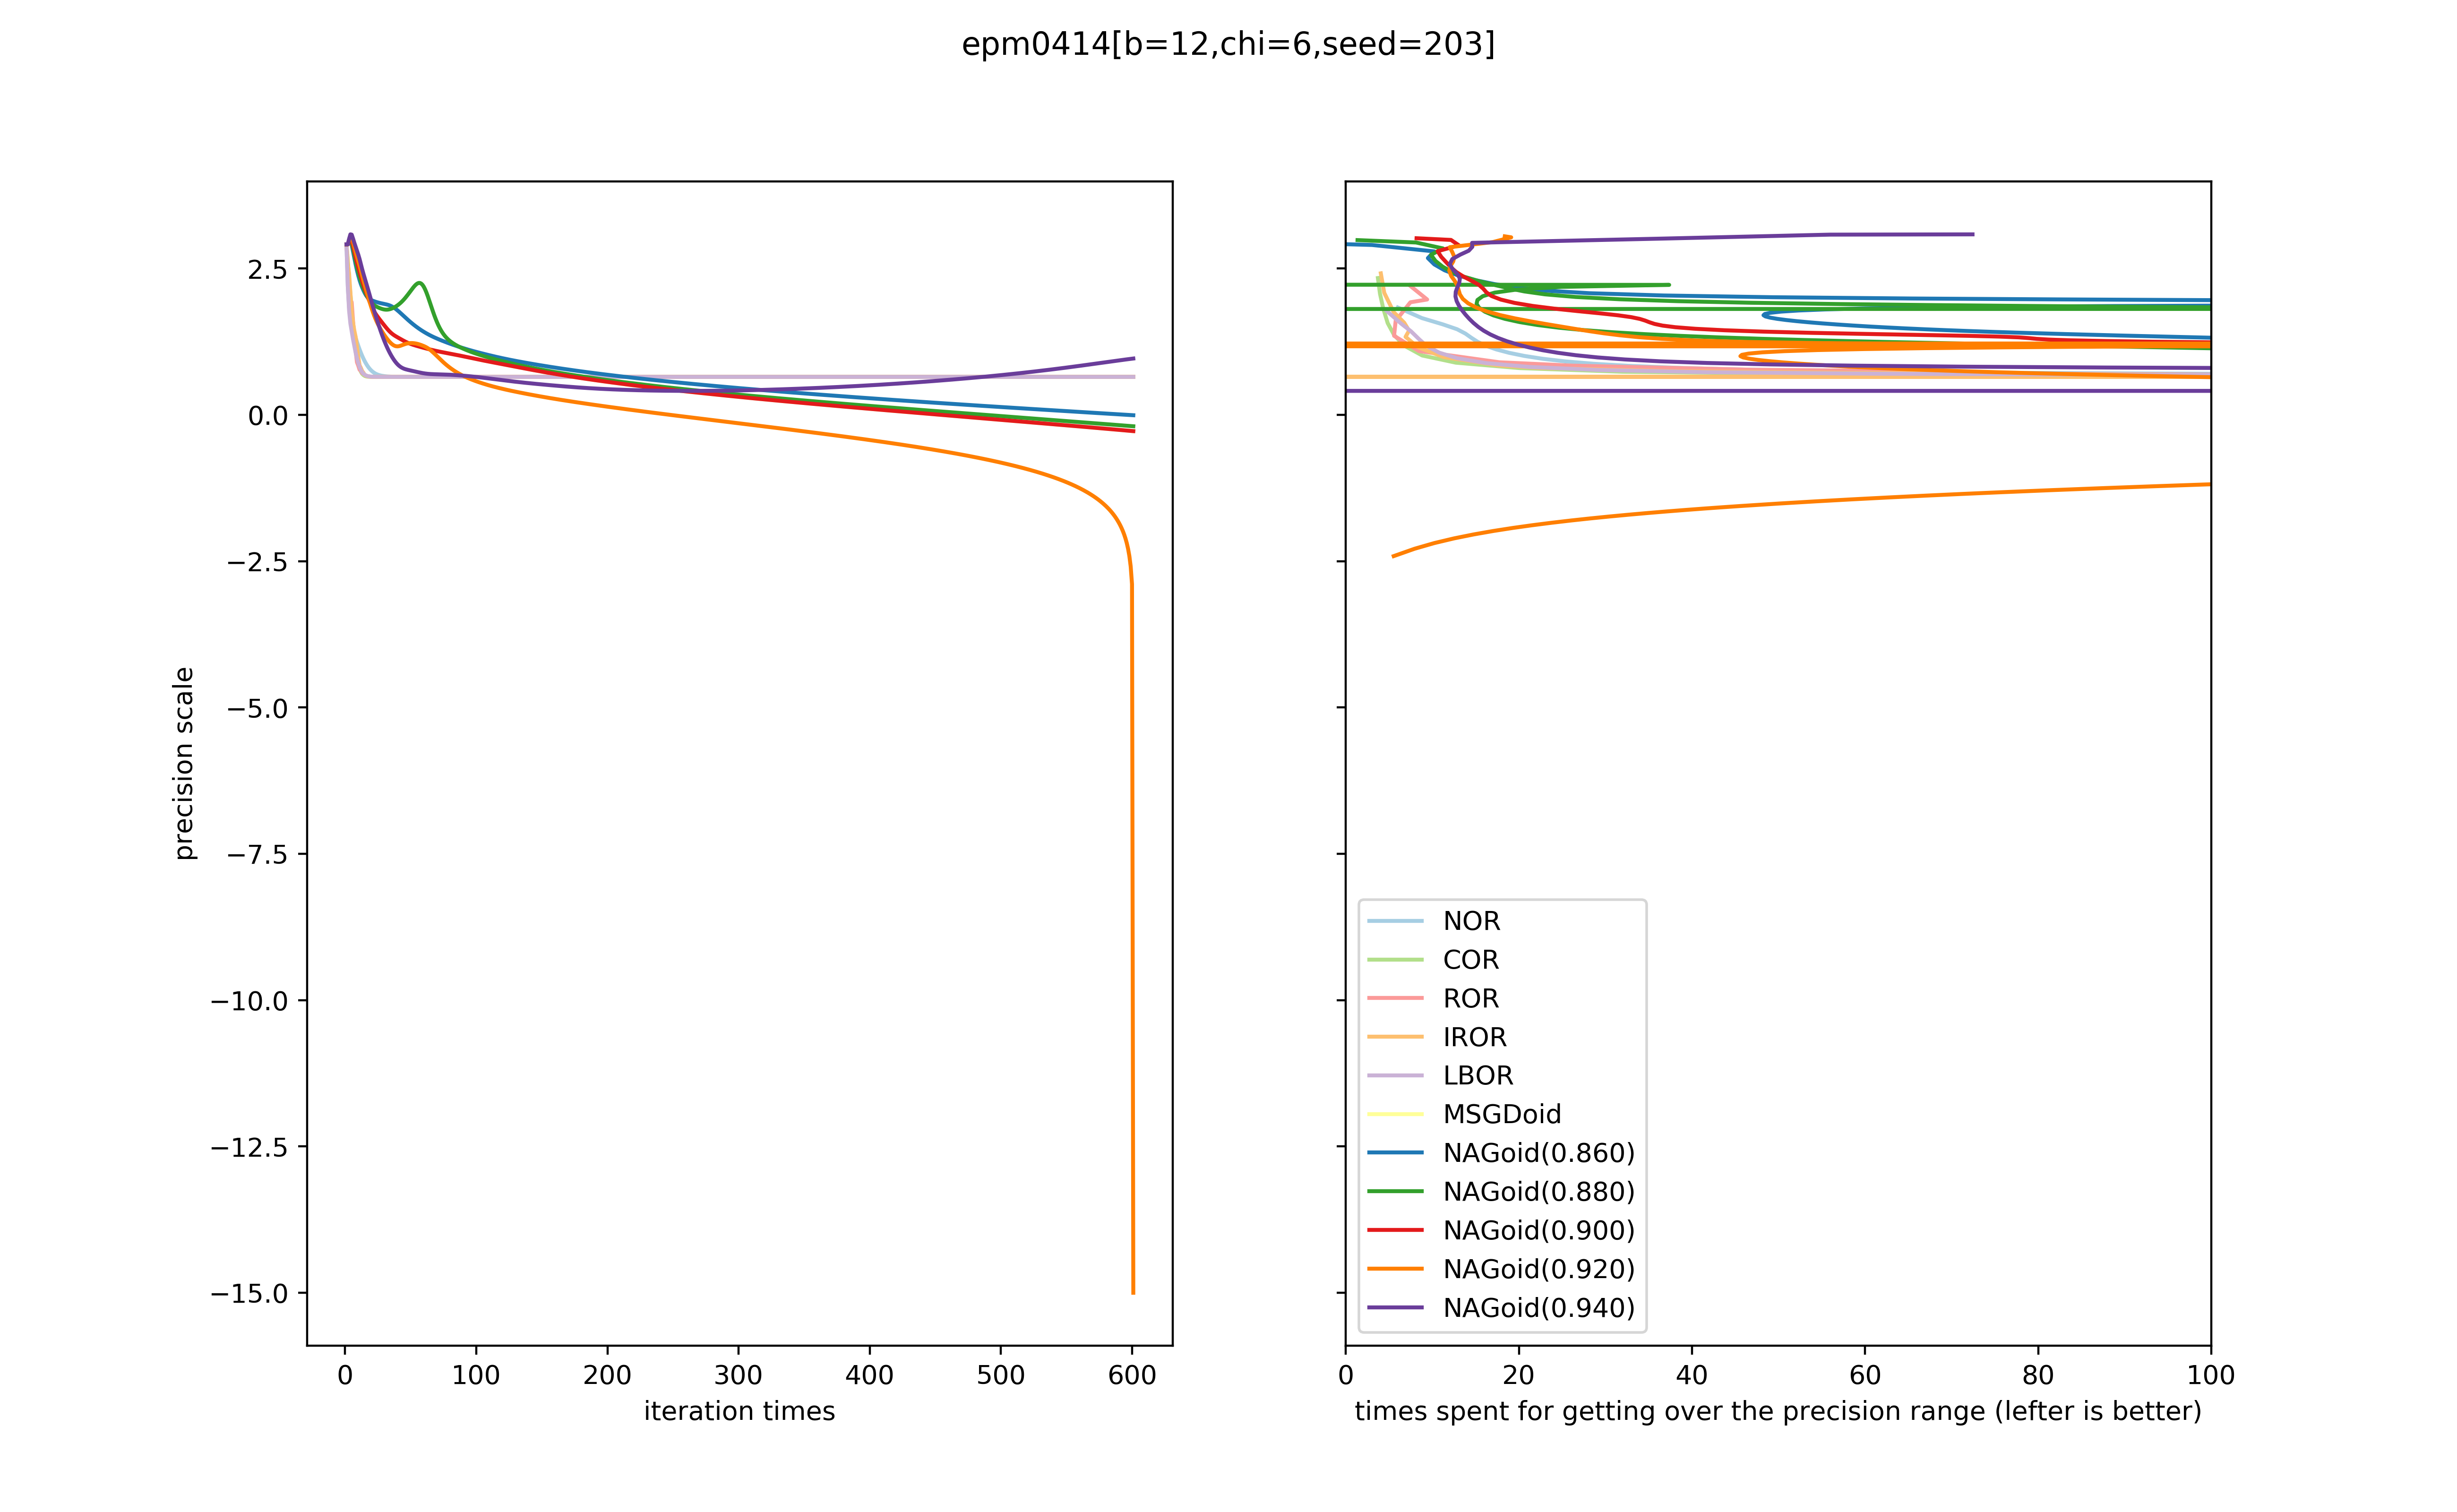 epm0414[b=12,chi=6,seed=203]
precision scale
2.5
0.0
−2.5
−5.0
−7.5
−10.0
−12.5
−15.0
0 100 200 300 400 500 600
iteration times
NOR
COR
ROR
IROR
LBOR
MSGDoid
NAGoid(0.860)
NAGoid(0.880)
NAGoid(0.900)
NAGoid(0.920)
NAGoid(0.940)
0 20 40 60 80 100
times spent for getting over the precision range (lefter is better)